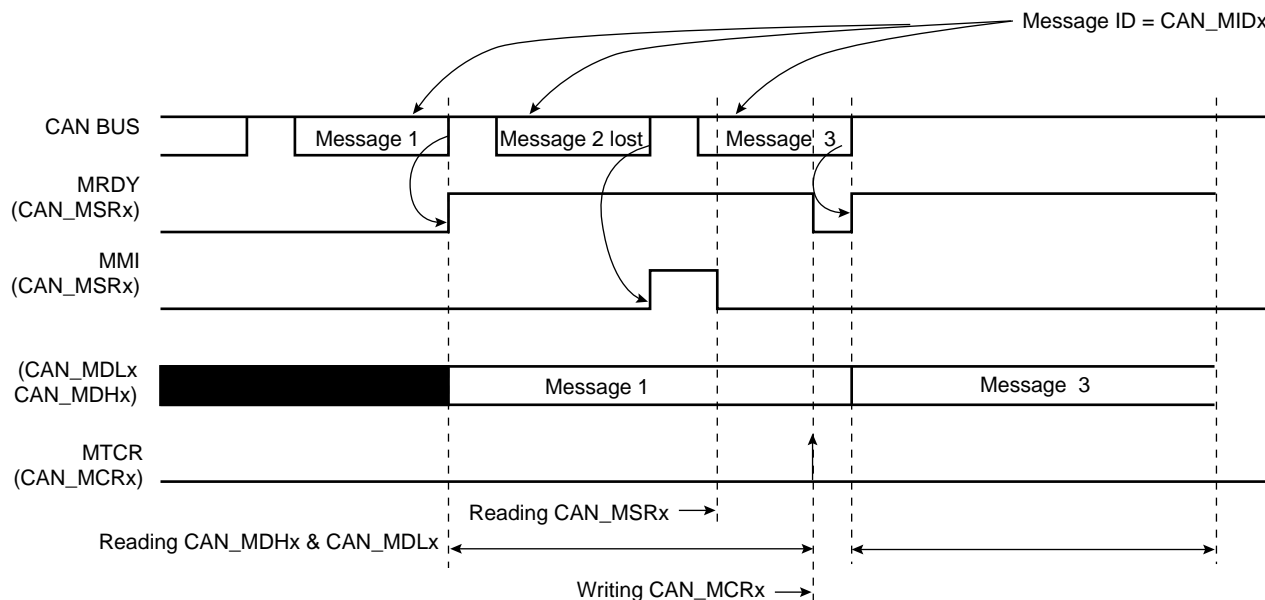 Message ID = CAN_MIDx
CAN BUS
Message 1
Message 2 lost
Message 3
MRDY
(CAN_MSRx)
MMI
(CAN_MSRx)
(CAN_MDLx
CAN_MDHx)
Message 1
Message 3
MTCR
(CAN_MCRx)
Reading CAN_MSRx
Reading CAN_MDHx & CAN_MDLx
Writing CAN_MCRx